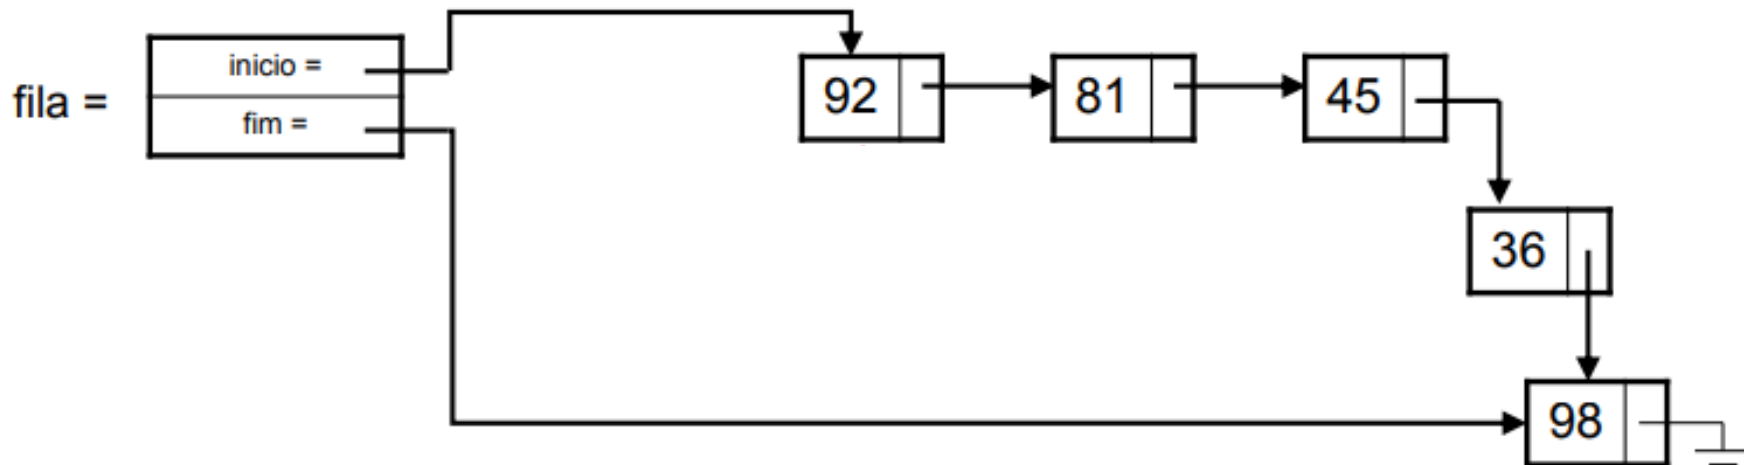 inicio =
fila =
fim =
92
81
45
36
98